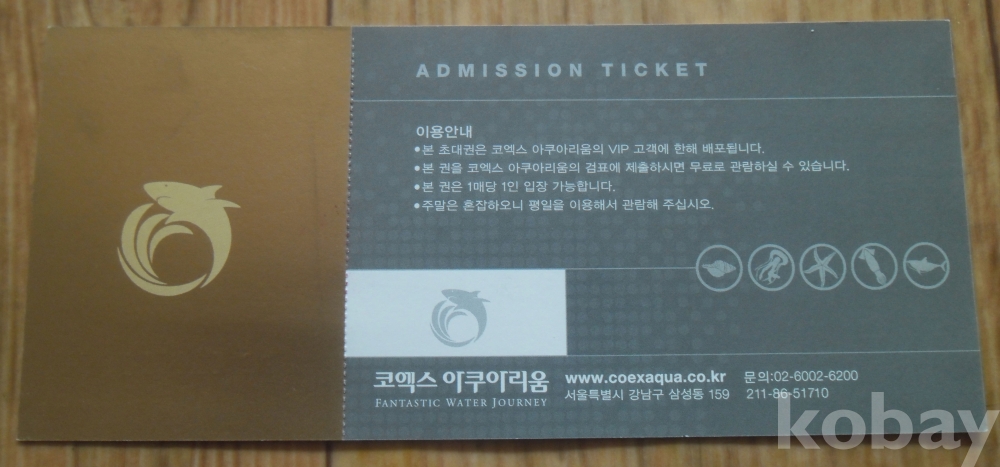 ADMISSION TICKET
이용안내
•본 초대권은 코엑스 아쿠아리움의 VIP 고객에 한해 배포됩니다.
•본 권을 코엑스 아쿠아리움의 검표에 제출하시면 무료로 관람하실 수 있습니다.
•본 권은 1매당 1인 입장 가능합니다.
•주말은 혼잡하오니 평일을 이용해서 관람해 주십시오.
코엑스 아쿠아리움 www.coexaqua.co.kr 문의:02-6002-6200
FANTASTIC WATER JOURNEY 서울특별시 강남구 삼성동 159 211-86-51710
kobay